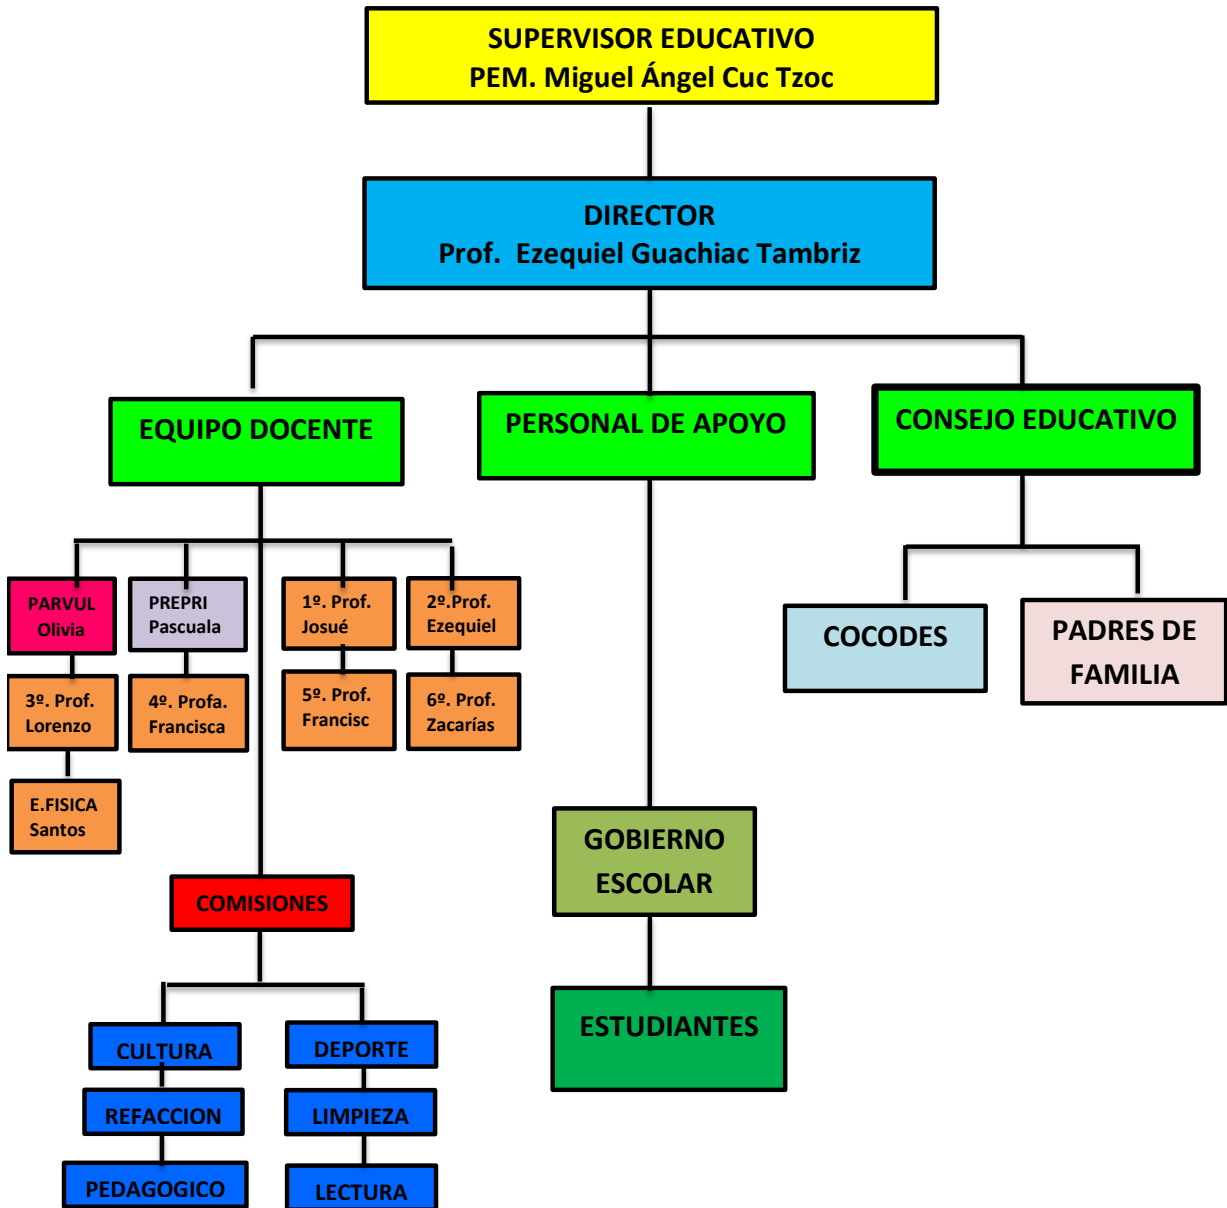 SUPERVISOR EDUCATIVO
PEM. Miguel Ángel Cuc Tzoc
DIRECTOR
Prof. Ezequiel Guachiac Tambriz
EQUIPO DOCENTE
PERSONAL DE APOYO
CONSEJO EDUCATIVO
PARVUL
Olivia
PREPRI
Pascuala
1º. Prof.
Josué
2º.Prof.
Ezequiel
COCODES
PADRES DE
FAMILIA
3º. Prof.
Lorenzo
4º. Profa.
Francisca
5º. Prof.
Francisc
6º. Prof.
Zacarías
E.FISICA
Santos
GOBIERNO
ESCOLAR
COMISIONES
ESTUDIANTES
CULTURA
DEPORTE
REFACCION
LIMPIEZA
PEDAGOGICO
LECTURA